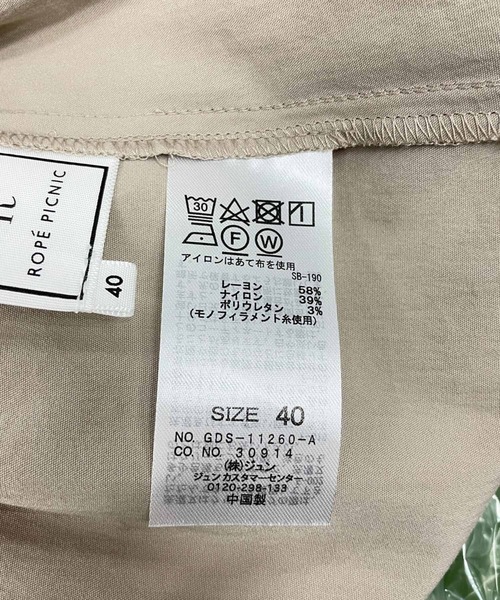 ROPÉ PICNIC
40
30
F
W
アイロンはあて布を使用
SB-190
レーヨン 58%
ナイロン 39%
ポリウレタン 3%
(モノフィラメント糸使用)
SIZE 40
NO. GDS-11260-A
CO. NO. 30914
(株)ジュン
ジュンカスタマーセンター
0120-298-133
中国製